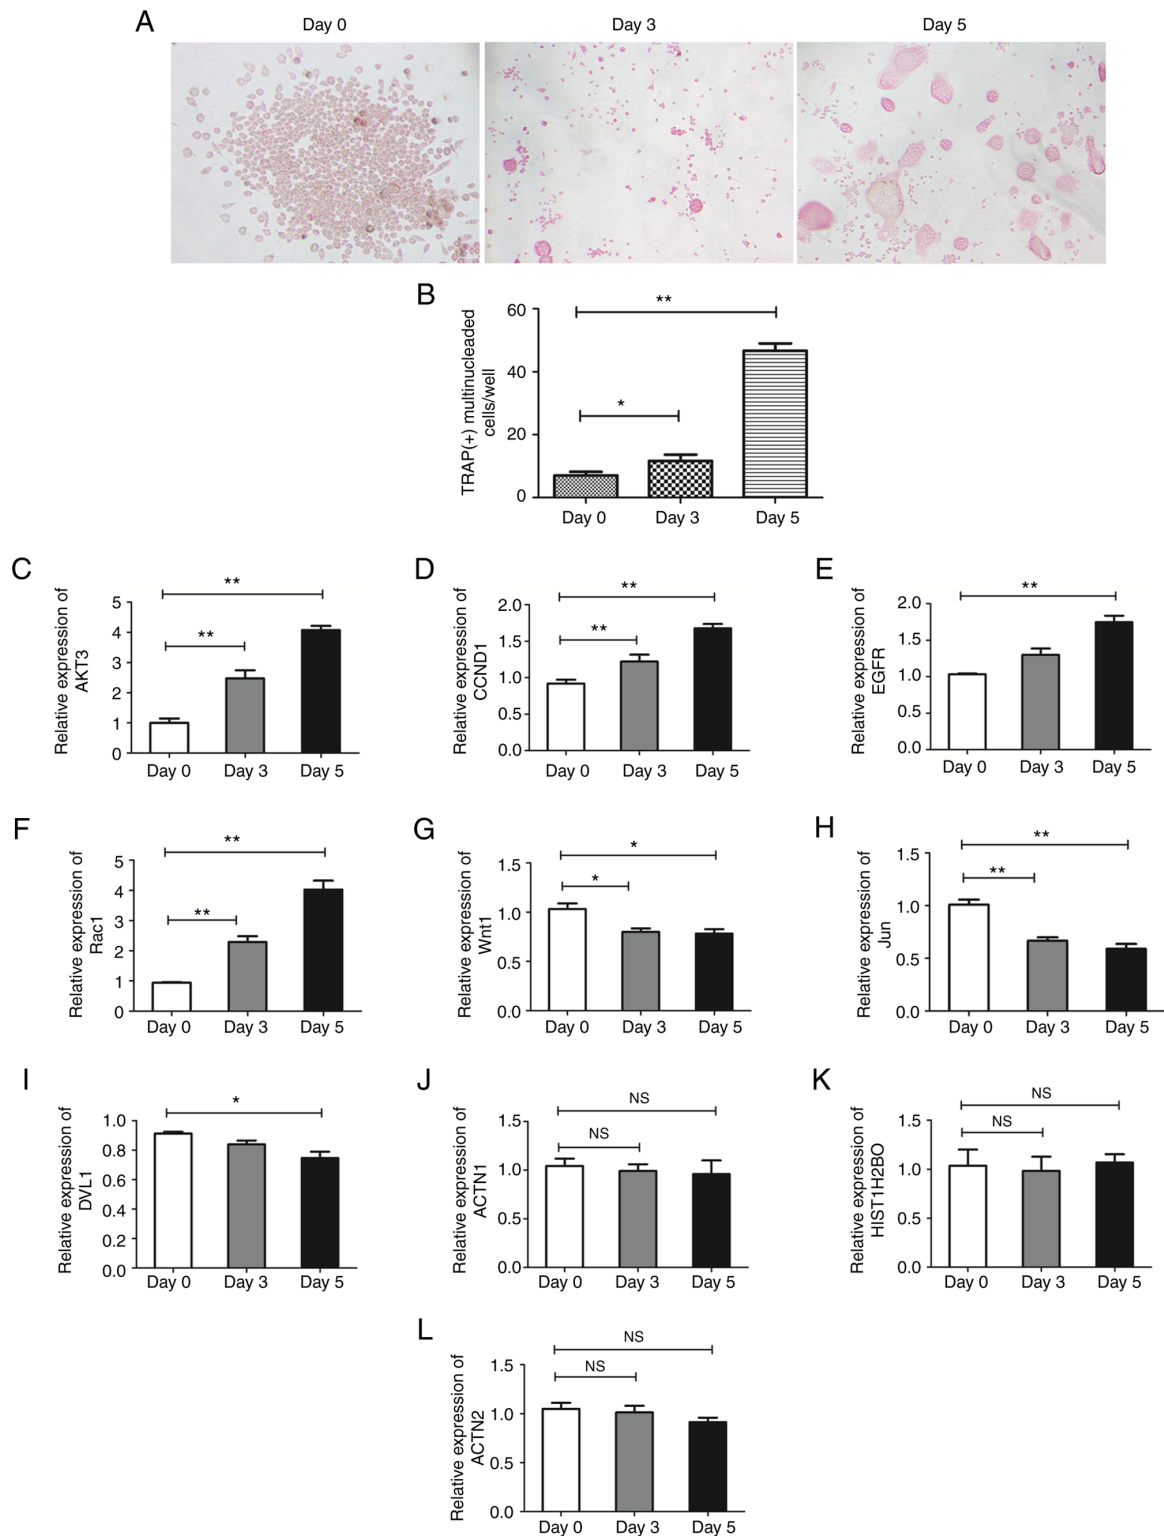 A
Day 0 Day 3 Day 5
B
TRAP(+) multinucleaded
cells/well
60
40
20
0
**
*
Day 0 Day 3 Day 5
C
Relative expression of
AKT3
5
4
3
2
1
0
**
**
Day 0 Day 3 Day 5
D
Relative expression of
CCND1
2.0
1.5
1.0
0.5
0.0
**
**
Day 0 Day 3 Day 5
E
Relative expression of
EGFR
2.0
1.5
1.0
0.5
0.0
**
Day 0 Day 3 Day 5
F
Relative expression of
Rac1
5
4
3
2
1
0
**
**
Day 0 Day 3 Day 5
G
Relative expression of
Wnt1
1.5
1.0
0.5
0.0
*
*
Day 0 Day 3 Day 5
H
Relative expression of
Jun
1.5
1.0
0.5
0.0
**
**
Day 0 Day 3 Day 5
I
Relative expression of
DVL1
1.0
0.8
0.6
0.4
0.2
0.0
*
Day 0 Day 3 Day 5
J
Relative expression of
ACTN1
1.5
1.0
0.5
0.0
NS
NS
Day 0 Day 3 Day 5
K
Relative expression of
HIST1H2BO
1.5
1.0
0.5
0.0
NS
NS
Day 0 Day 3 Day 5
L
Relative expression of
ACTN2
1.5
1.0
0.5
0.0
NS
NS
Day 0 Day 3 Day 5